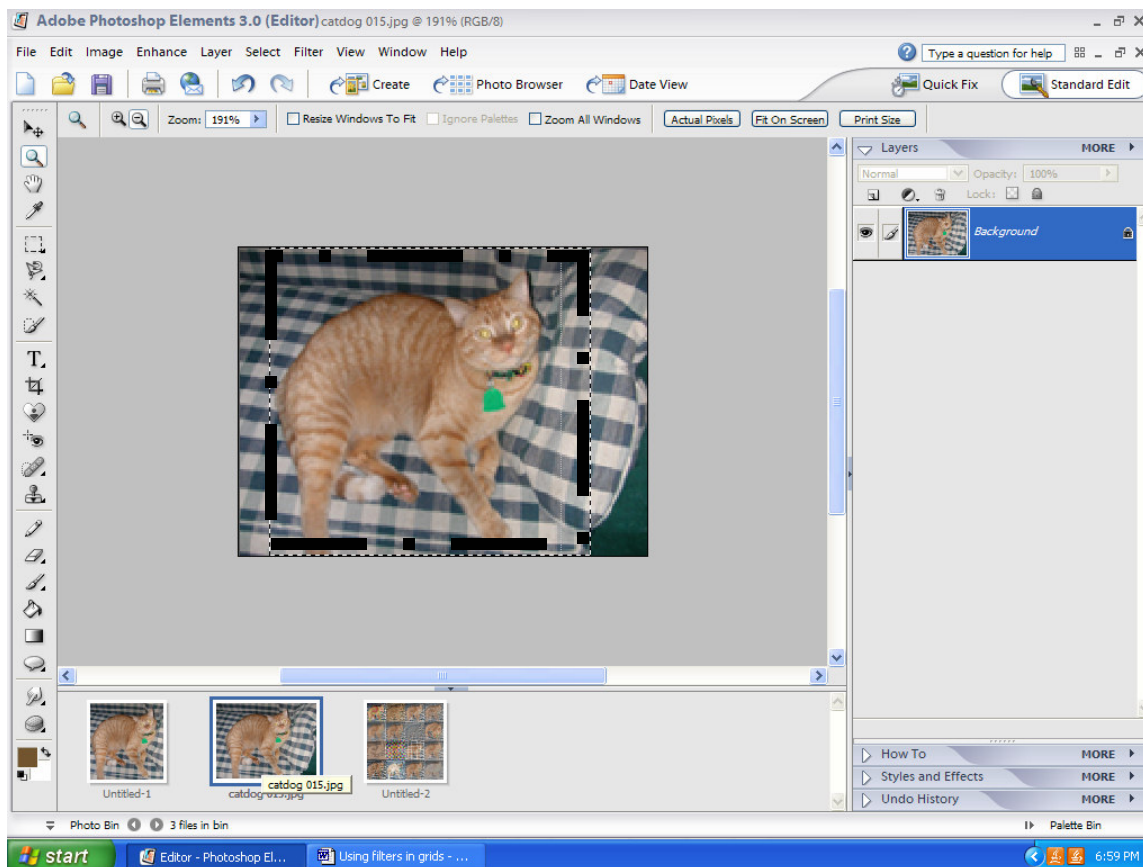 Adobe Photoshop Elements 3.0 (Editor) catdog 015.jpg @ 191% (RGB/8)
File Edit Image Enhance Layer Select Filter View Window Help
Type a question for help
Create Photo Browser Date View Quick Fix Standard Edit
Zoom: 191% Resize Windows To Fit Ignore Palettes Zoom All Windows Actual Pixels Fit On Screen Print Size
Layers MORE
Normal Opacity: 100%
Lock:
Background
How To MORE
Styles and Effects MORE
Undo History MORE
catdog 015.jpg
Untitled-1 catdog 015.jpg Untitled-2
Photo Bin 3 files in bin Palette Bin
start Editor - Photoshop El... Using filters in grids - ... 6:59 PM